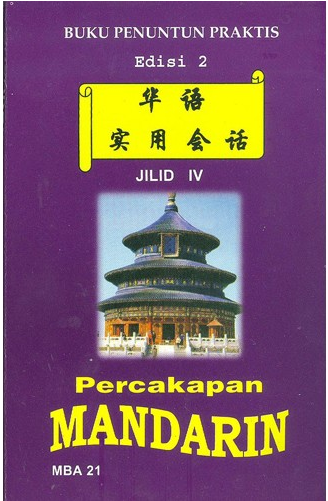 BUKU PENUNTUN PRAKTIS
Edisi 2
华语
实用会话
JILID IV
Percakapan
MANDARIN
MBA 21